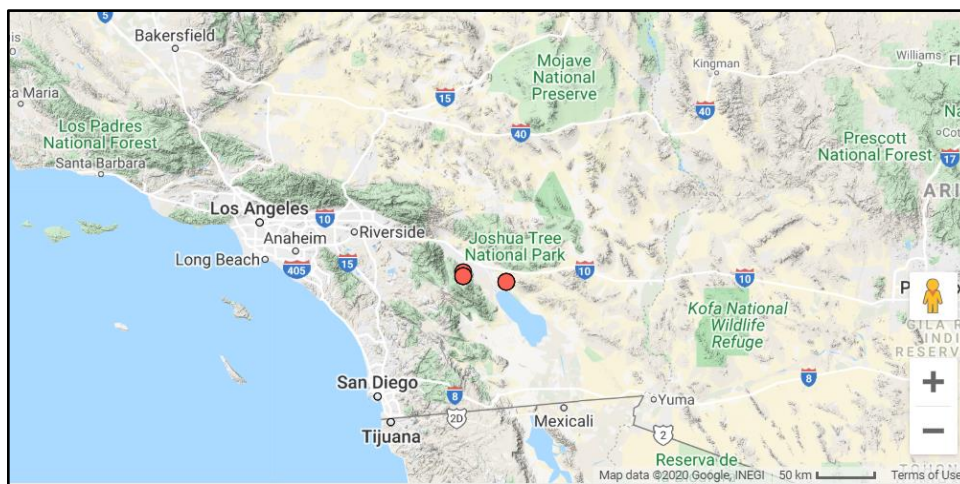 5
Bakersfield
Williams
Kingman
Mojave
National
Preserve
15
40
40
Los Padres
National Forest
Santa Barbara
Prescott
National Forest
17
Los Angeles
10
Riverside
Anaheim
Long Beach
405
15
Joshua Tree
National Park
10
10
Kofa National
Wildlife
Refuge
San Diego
8
8
Yuma
2D
Mexicali
Tijuana
2
Reserva de
+
−
Map data ©2020 Google, INEGI
50 km
Terms of Use